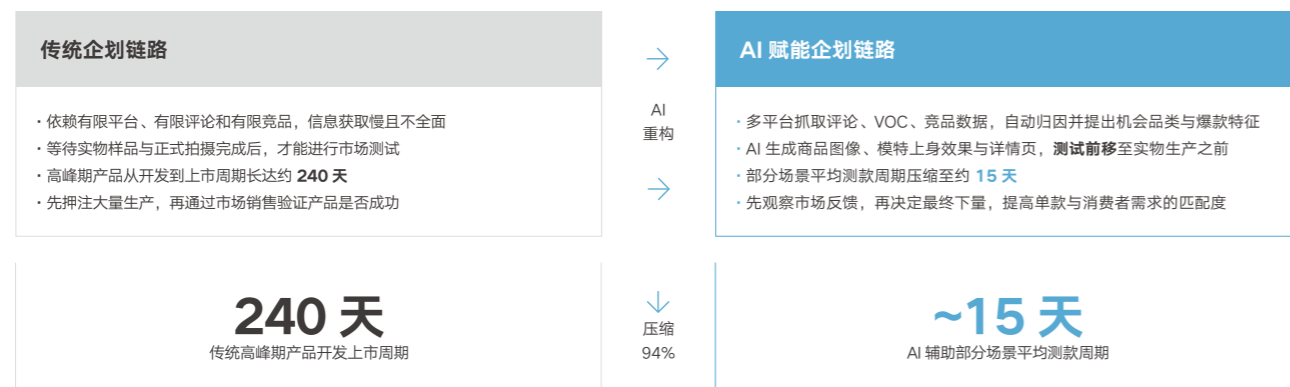 传统企划链路
· 依赖有限平台、有限评论和有限竞品，信息获取慢且不全面
· 等待实物样品与正式拍摄完成后，才能进行市场测试
· 高峰期产品从开发到上市周期长达约 240 天
· 先押注大量生产，再通过市场销售验证产品是否成功
AI
重构
AI 赋能企划链路
· 多平台抓取评论、VOC、竞品数据，自动归因并提出机会品类与爆款特征
· AI 生成商品图像、模特上身效果与详情页，测试前移至实物生产之前
· 部分场景平均测款周期压缩至约 15 天
· 先观察市场反馈，再决定最终下量，提高单款与消费者需求的匹配度
240 天
传统高峰期产品开发上市周期
压缩
94%
~15 天
AI 辅助部分场景平均测款周期